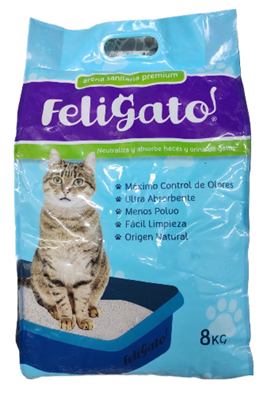 arena sanitaria premium
FeliGato
®
Neutraliza y absorbe heces y orina de gatos
Máximo Control de Olores
Ultra Absorbente
Menos Polvo
Fácil Limpieza
Origen Natural
FELIGATO
8KG